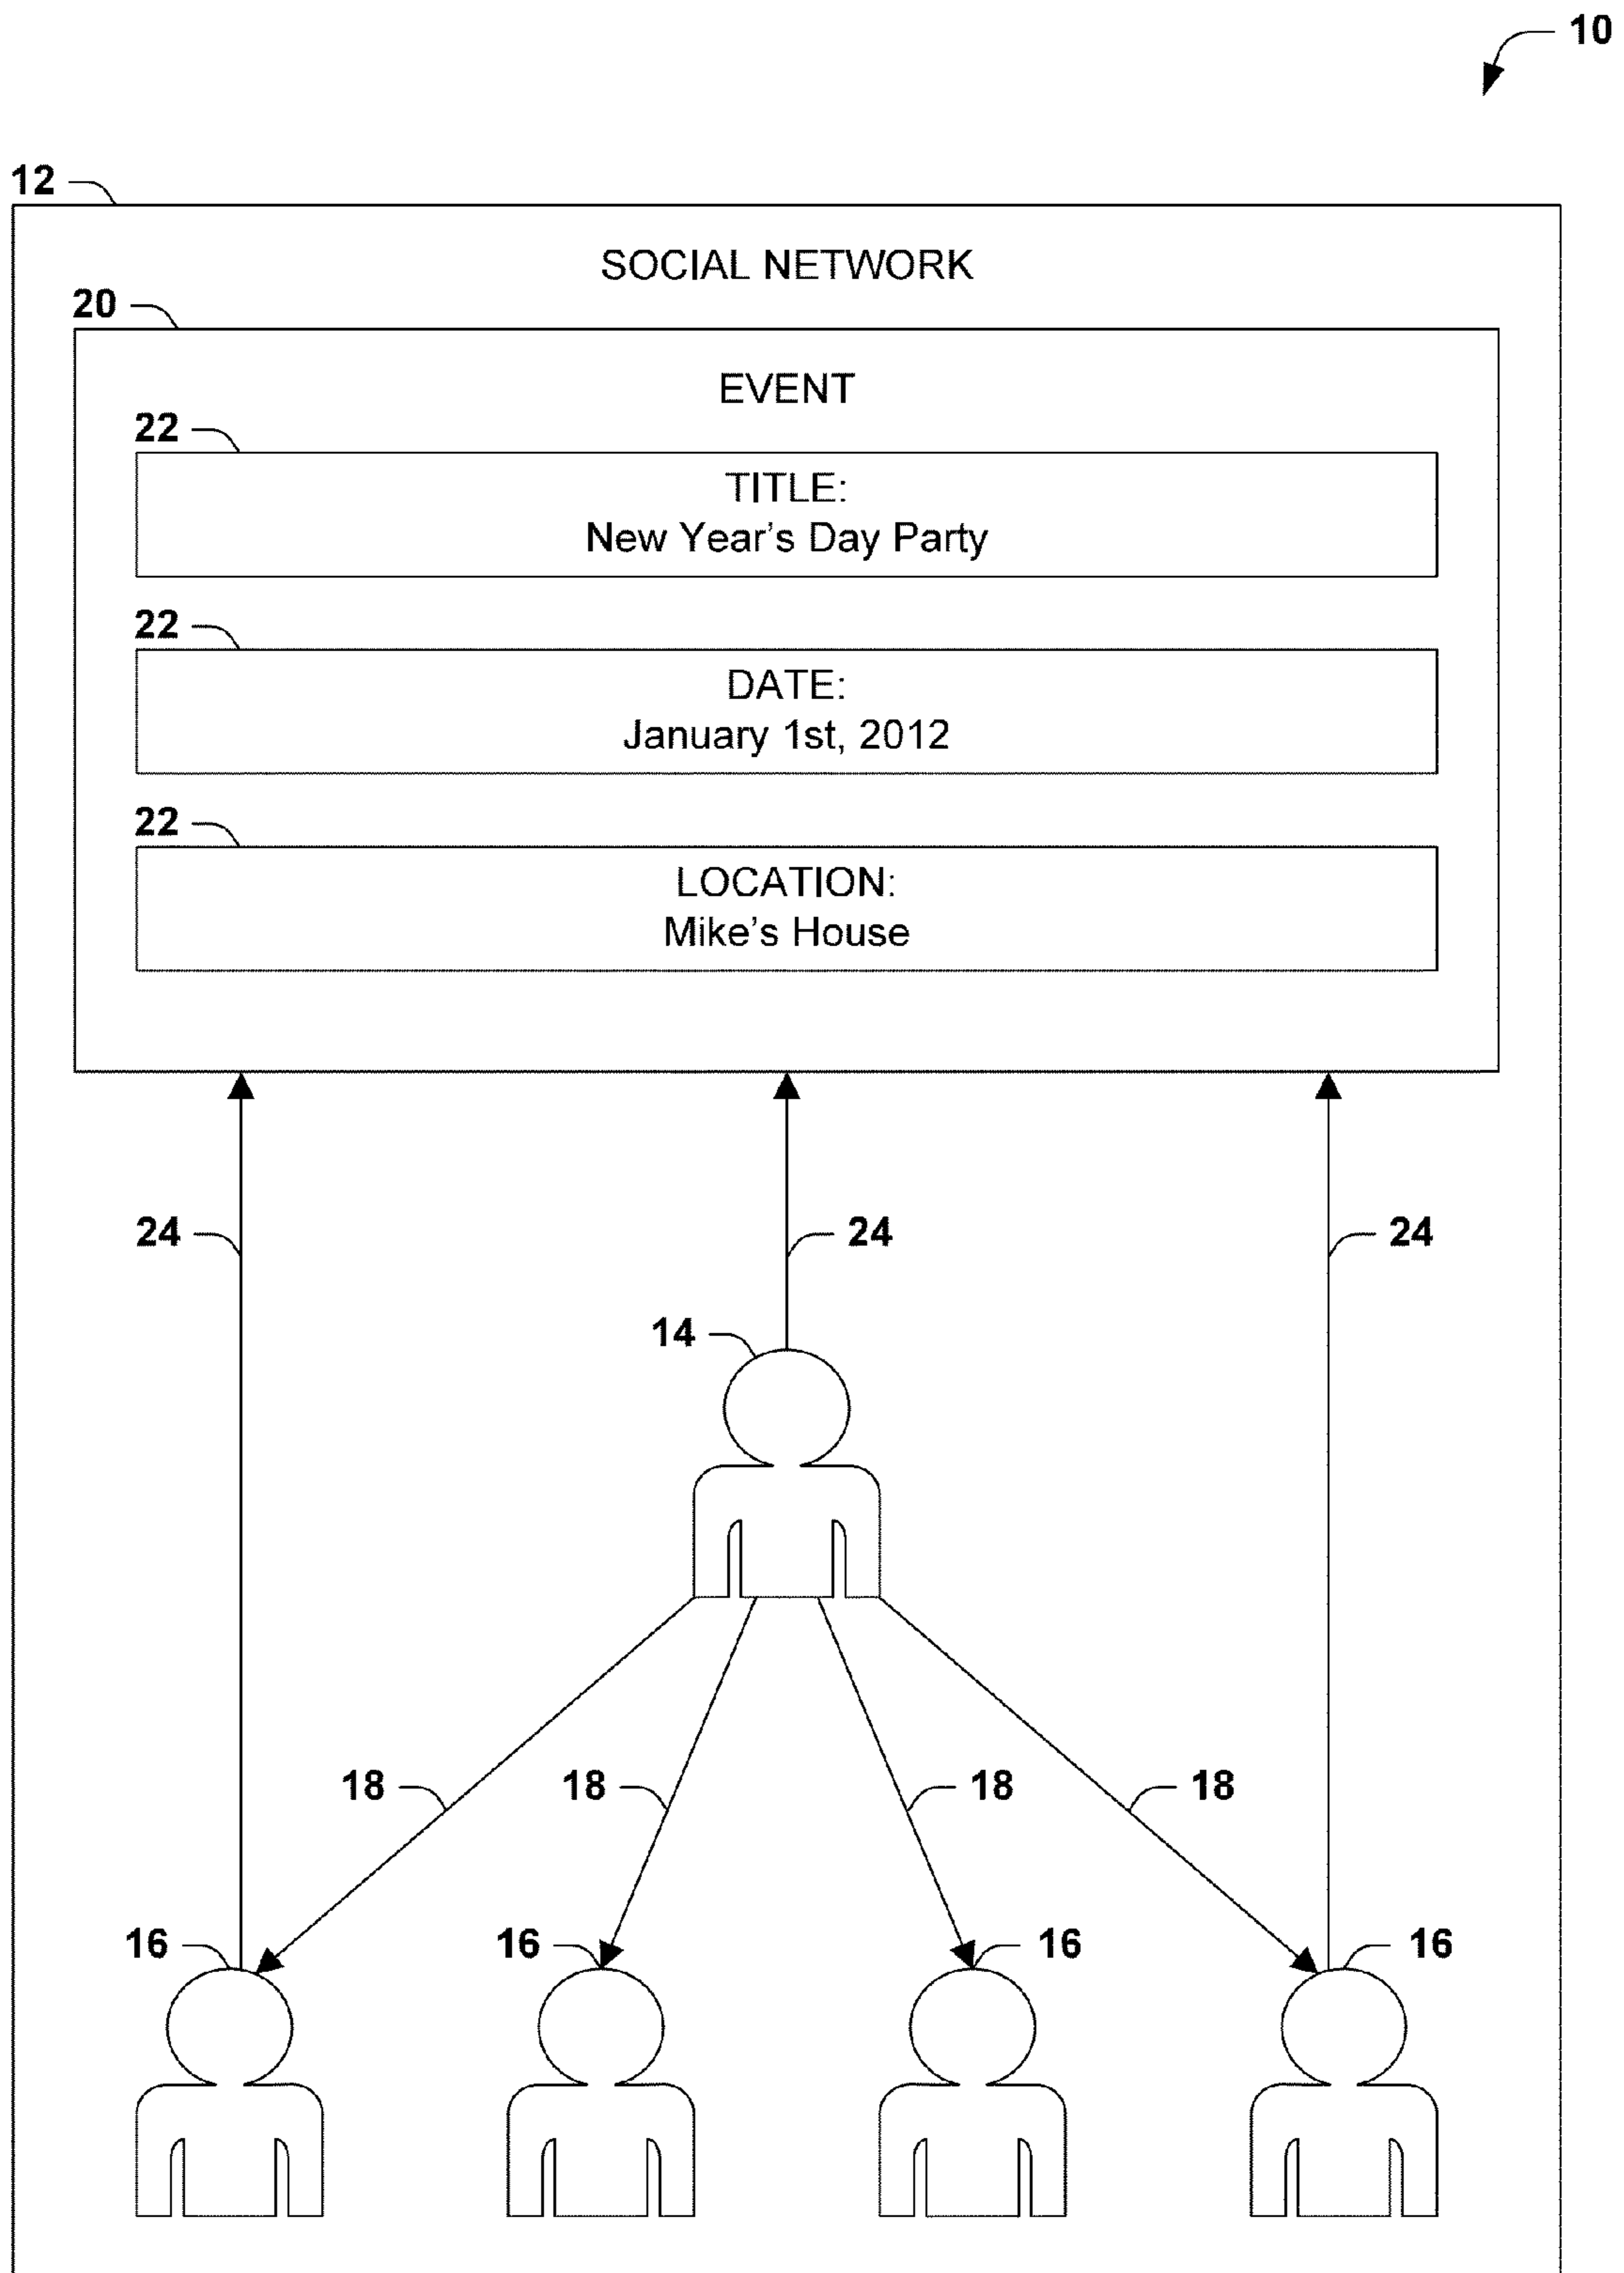 10
12
SOCIAL NETWORK
20
EVENT
22
TITLE:
New Year's Day Party
22
DATE:
January 1st, 2012
22
LOCATION:
Mike's House
24 24 24
14
18 18 18 18
16 16 16 16